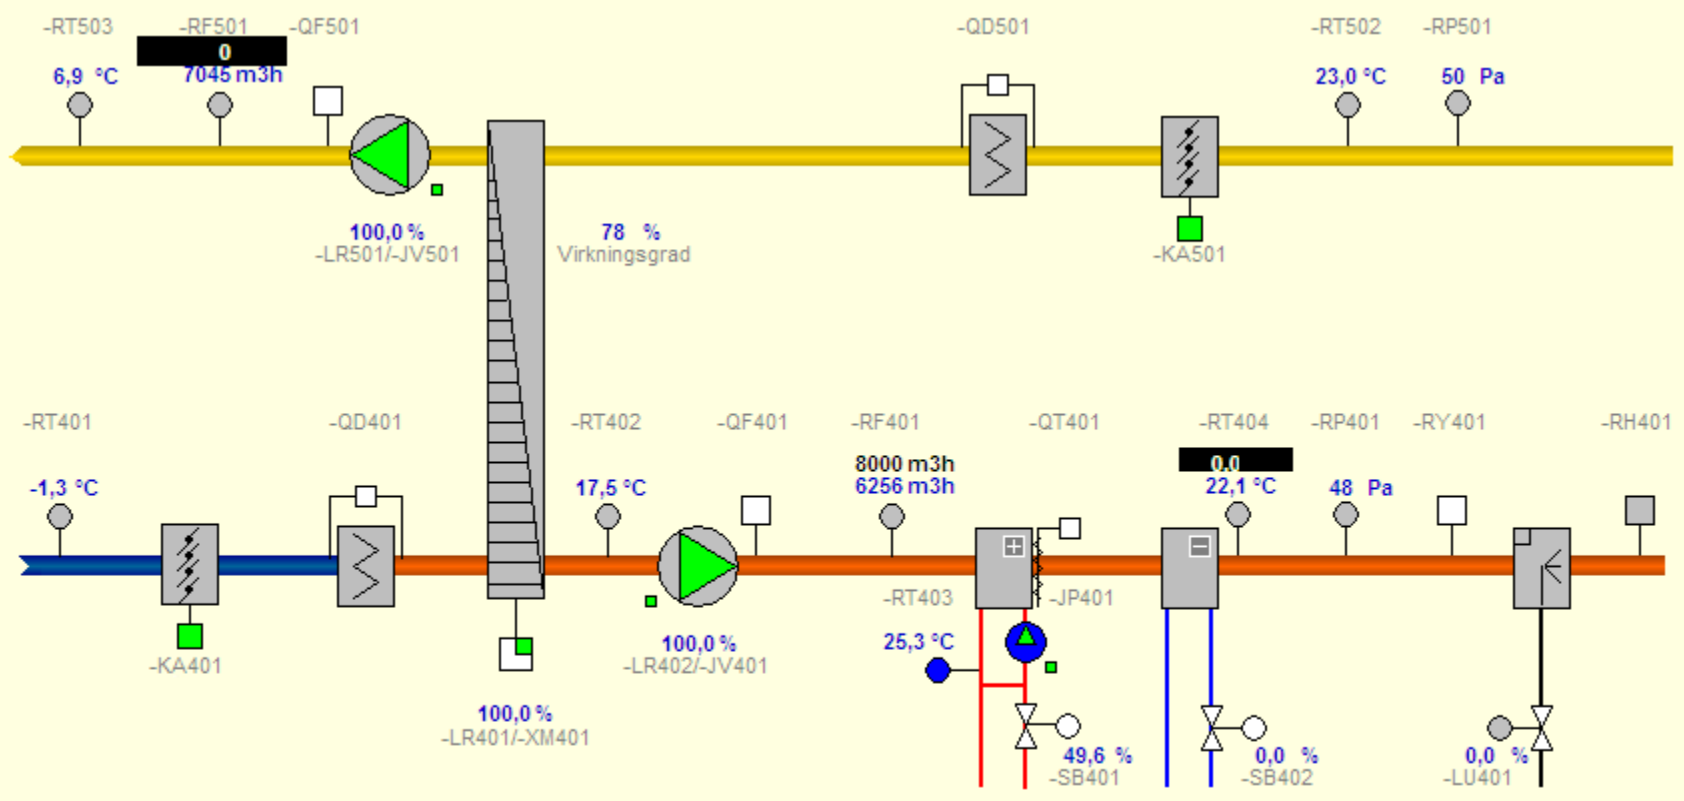 -RT503
-RF501
-QF501
-QD501
-RT502
-RP501
0
6,9 °C
7045 m3h
23,0 °C
50 Pa
100,0 %
-LR501/-JV501
78 %
Virkningsgrad
-KA501
-RT401
-QD401
-RT402
-QF401
-RF401
-QT401
-RT404
-RP401
-RY401
-RH401
8000 m3h
0,0
-1,3 °C
17,5 °C
6256 m3h
22,1 °C
48 Pa
-RT403
-JP401
25,3 °C
-KA401
100,0 %
-LR402/-JV401
100,0 %
-LR401/-XM401
49,6 %
-SB401
0,0 %
-SB402
0,0 %
-LU401